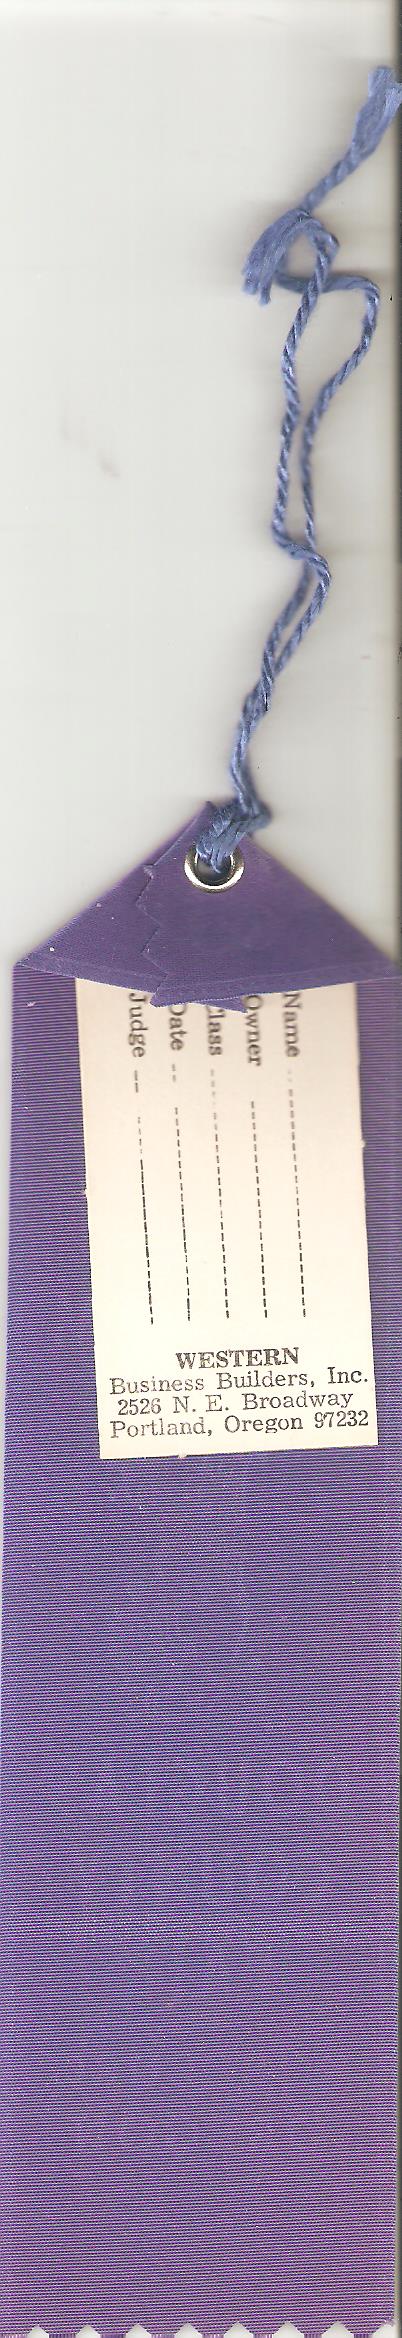 Name
Owner
Class
Date
Judge
WESTERN
Business Builders, Inc.
2526 N. E. Broadway
Portland, Oregon 97232